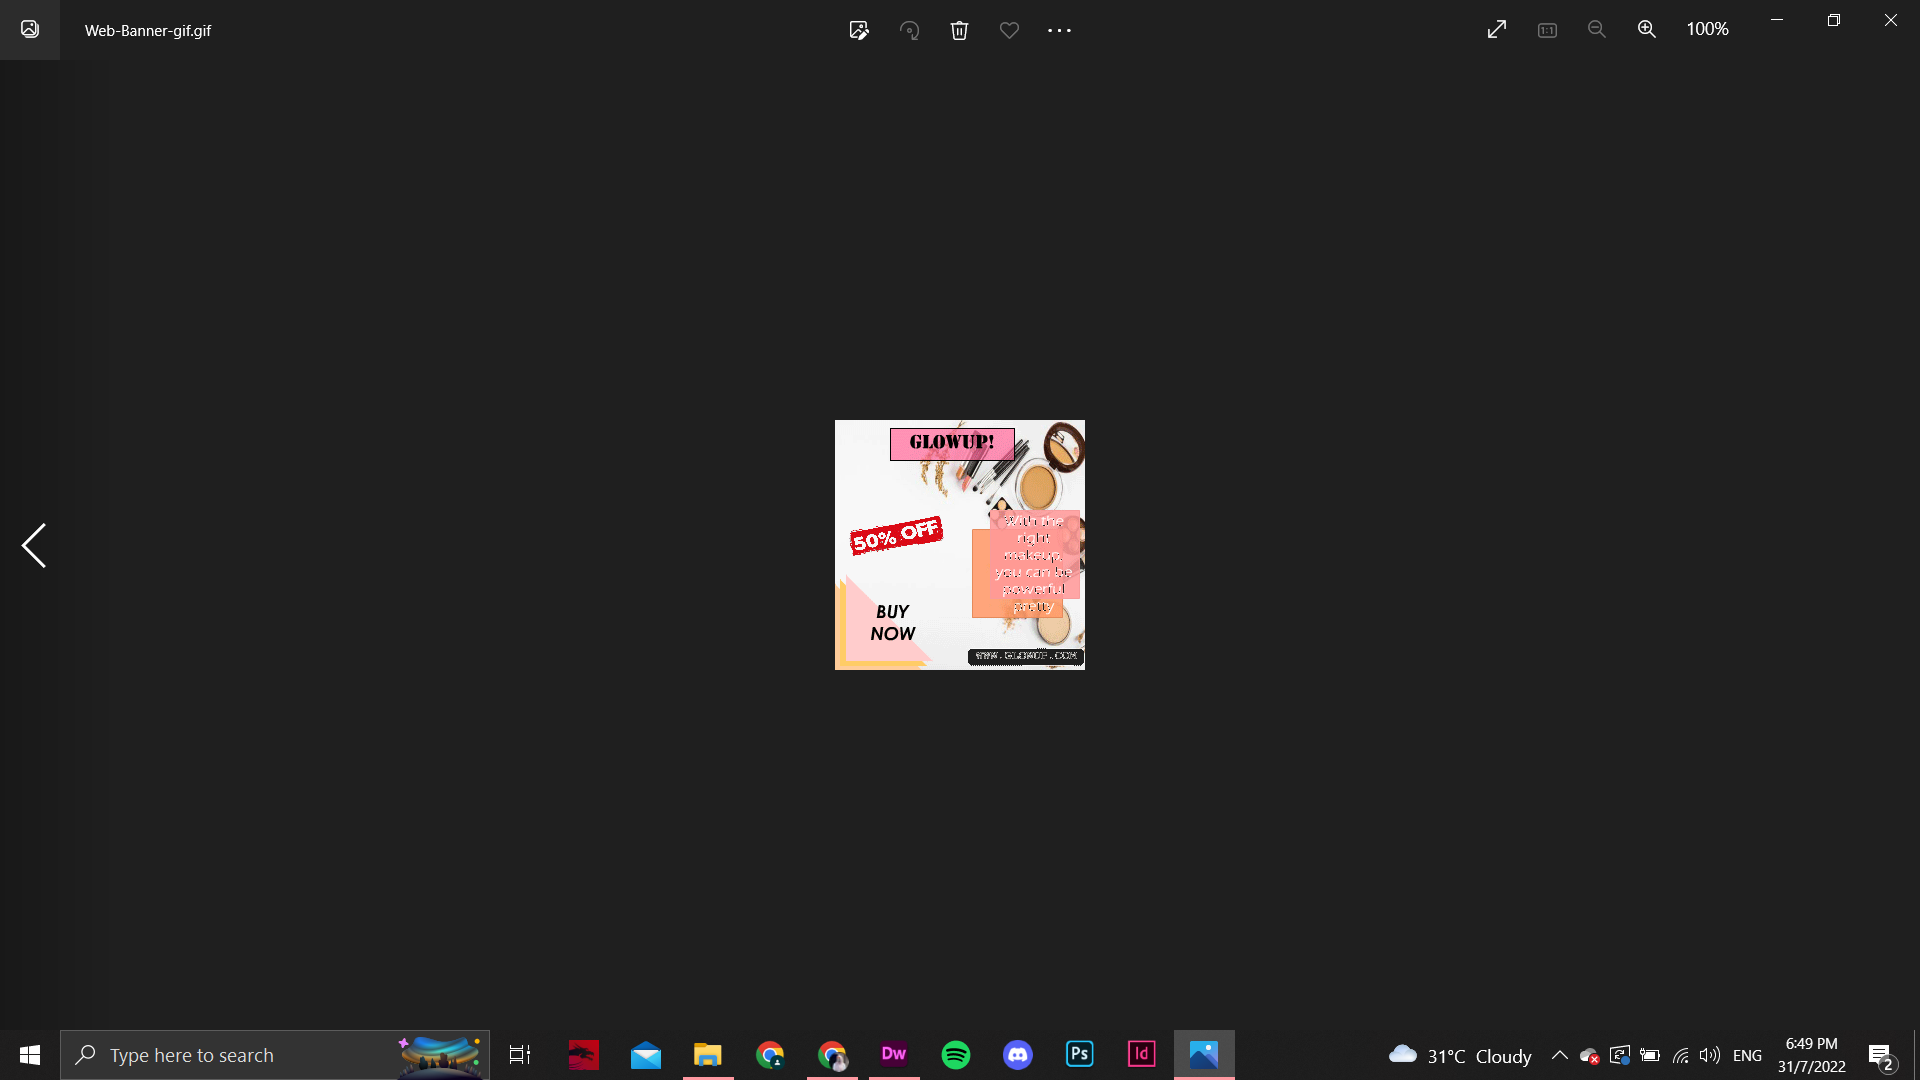 Web-Banner-gif.gif
1:1
100%
GLOWUP!
50% OFF
With the
right
makeup,
you can be
powerful
pretty
BUY
NOW
WWW.GLOWUP.COM
Type here to search
Dw
Ps
Id
31°C Cloudy
ENG
6:49 PM
31/7/2022
2